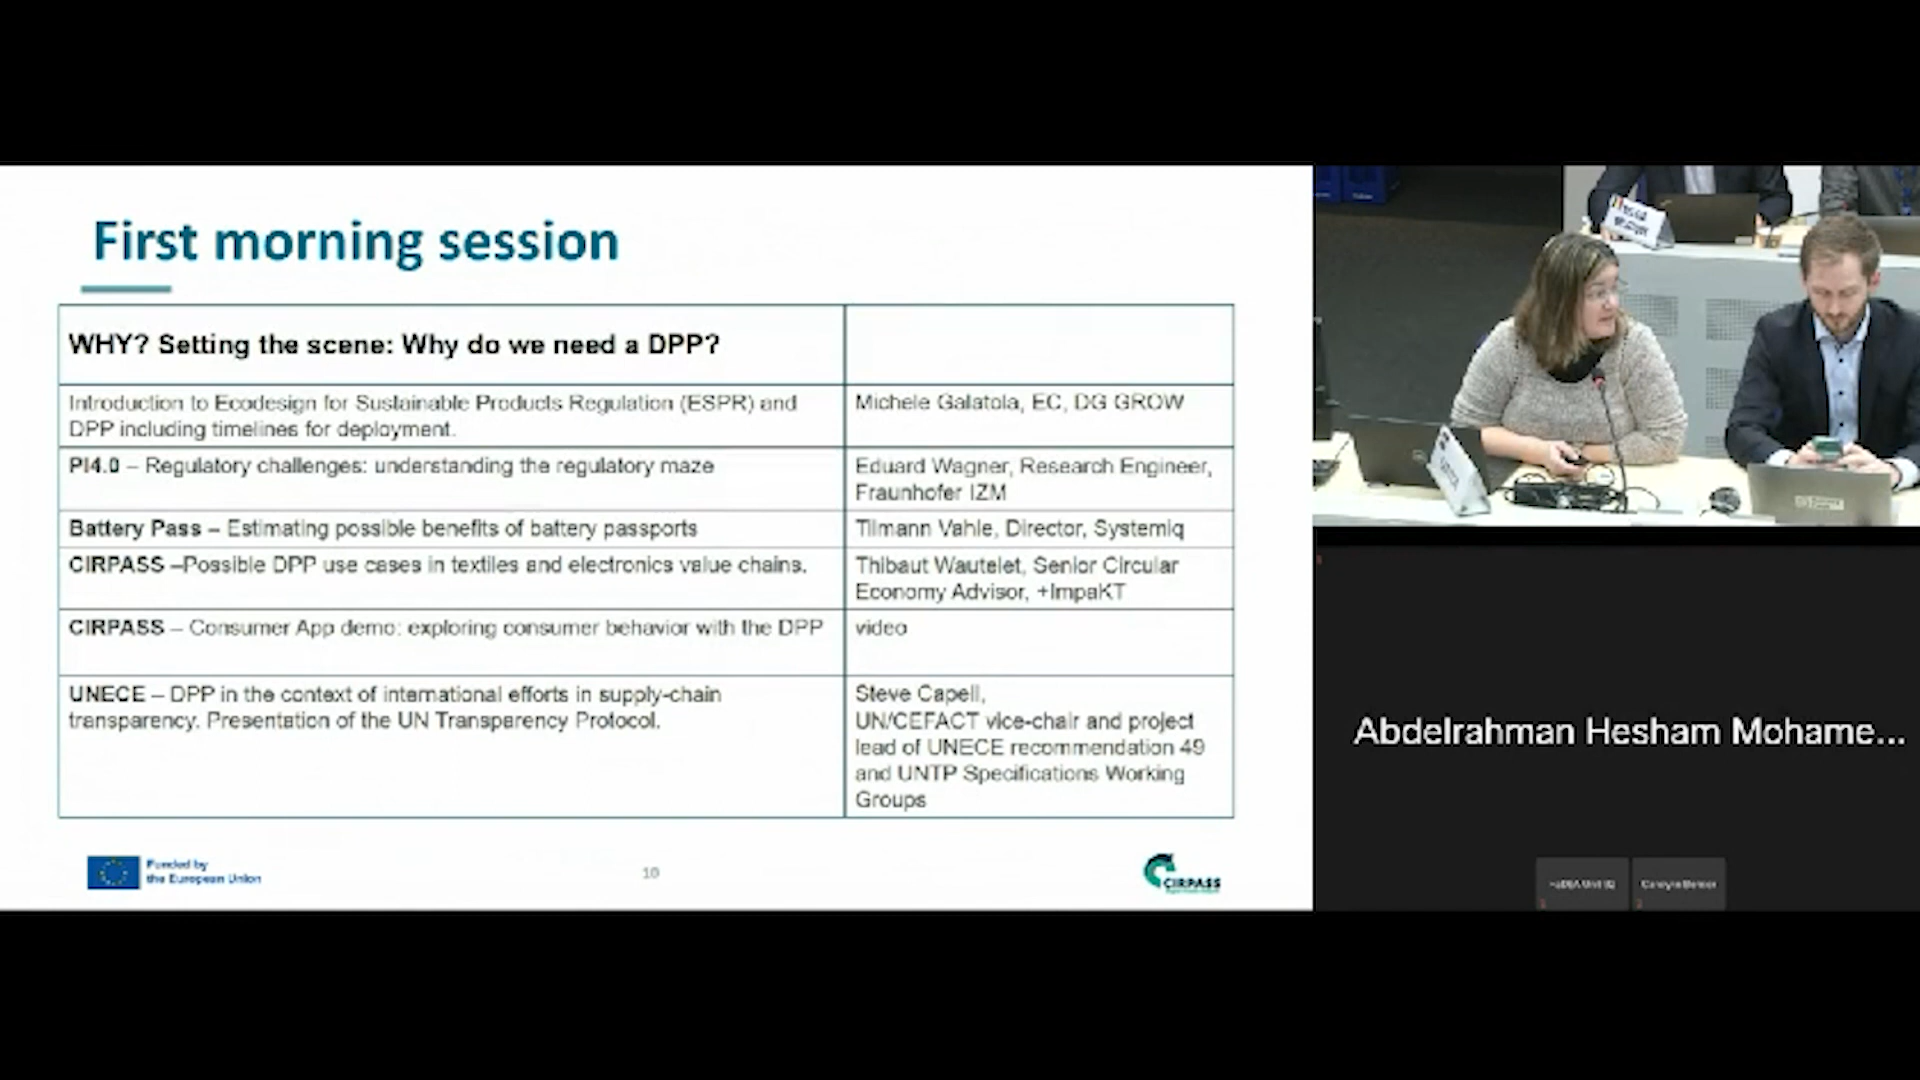 First morning session
WHY? Setting the scene: Why do we need a DPP?
Introduction to Ecodesign for Sustainable Products Regulation (ESPR) and
DPP including timelines for deployment.
Michele Galatola, EC, DG GROW
PI4.0 – Regulatory challenges: understanding the regulatory maze
Eduard Wagner, Research Engineer,
Fraunhofer IZM
Battery Pass – Estimating possible benefits of battery passports
Tilmann Vahle, Director, Systemiq
CIRPASS –Possible DPP use cases in textiles and electronics value chains.
Thibaut Wautelet, Senior Circular
Economy Advisor, +ImpaKT
CIRPASS – Consumer App demo: exploring consumer behavior with the DPP
video
UNECE – DPP in the context of international efforts in supply-chain
transparency. Presentation of the UN Transparency Protocol.
Steve Capell,
UN/CEFACT vice-chair and project
lead of UNECE recommendation 49
and UNTP Specifications Working
Groups
Funded by
the European Union
10
CIRPASS
Abdelrahman Hesham Mohame...